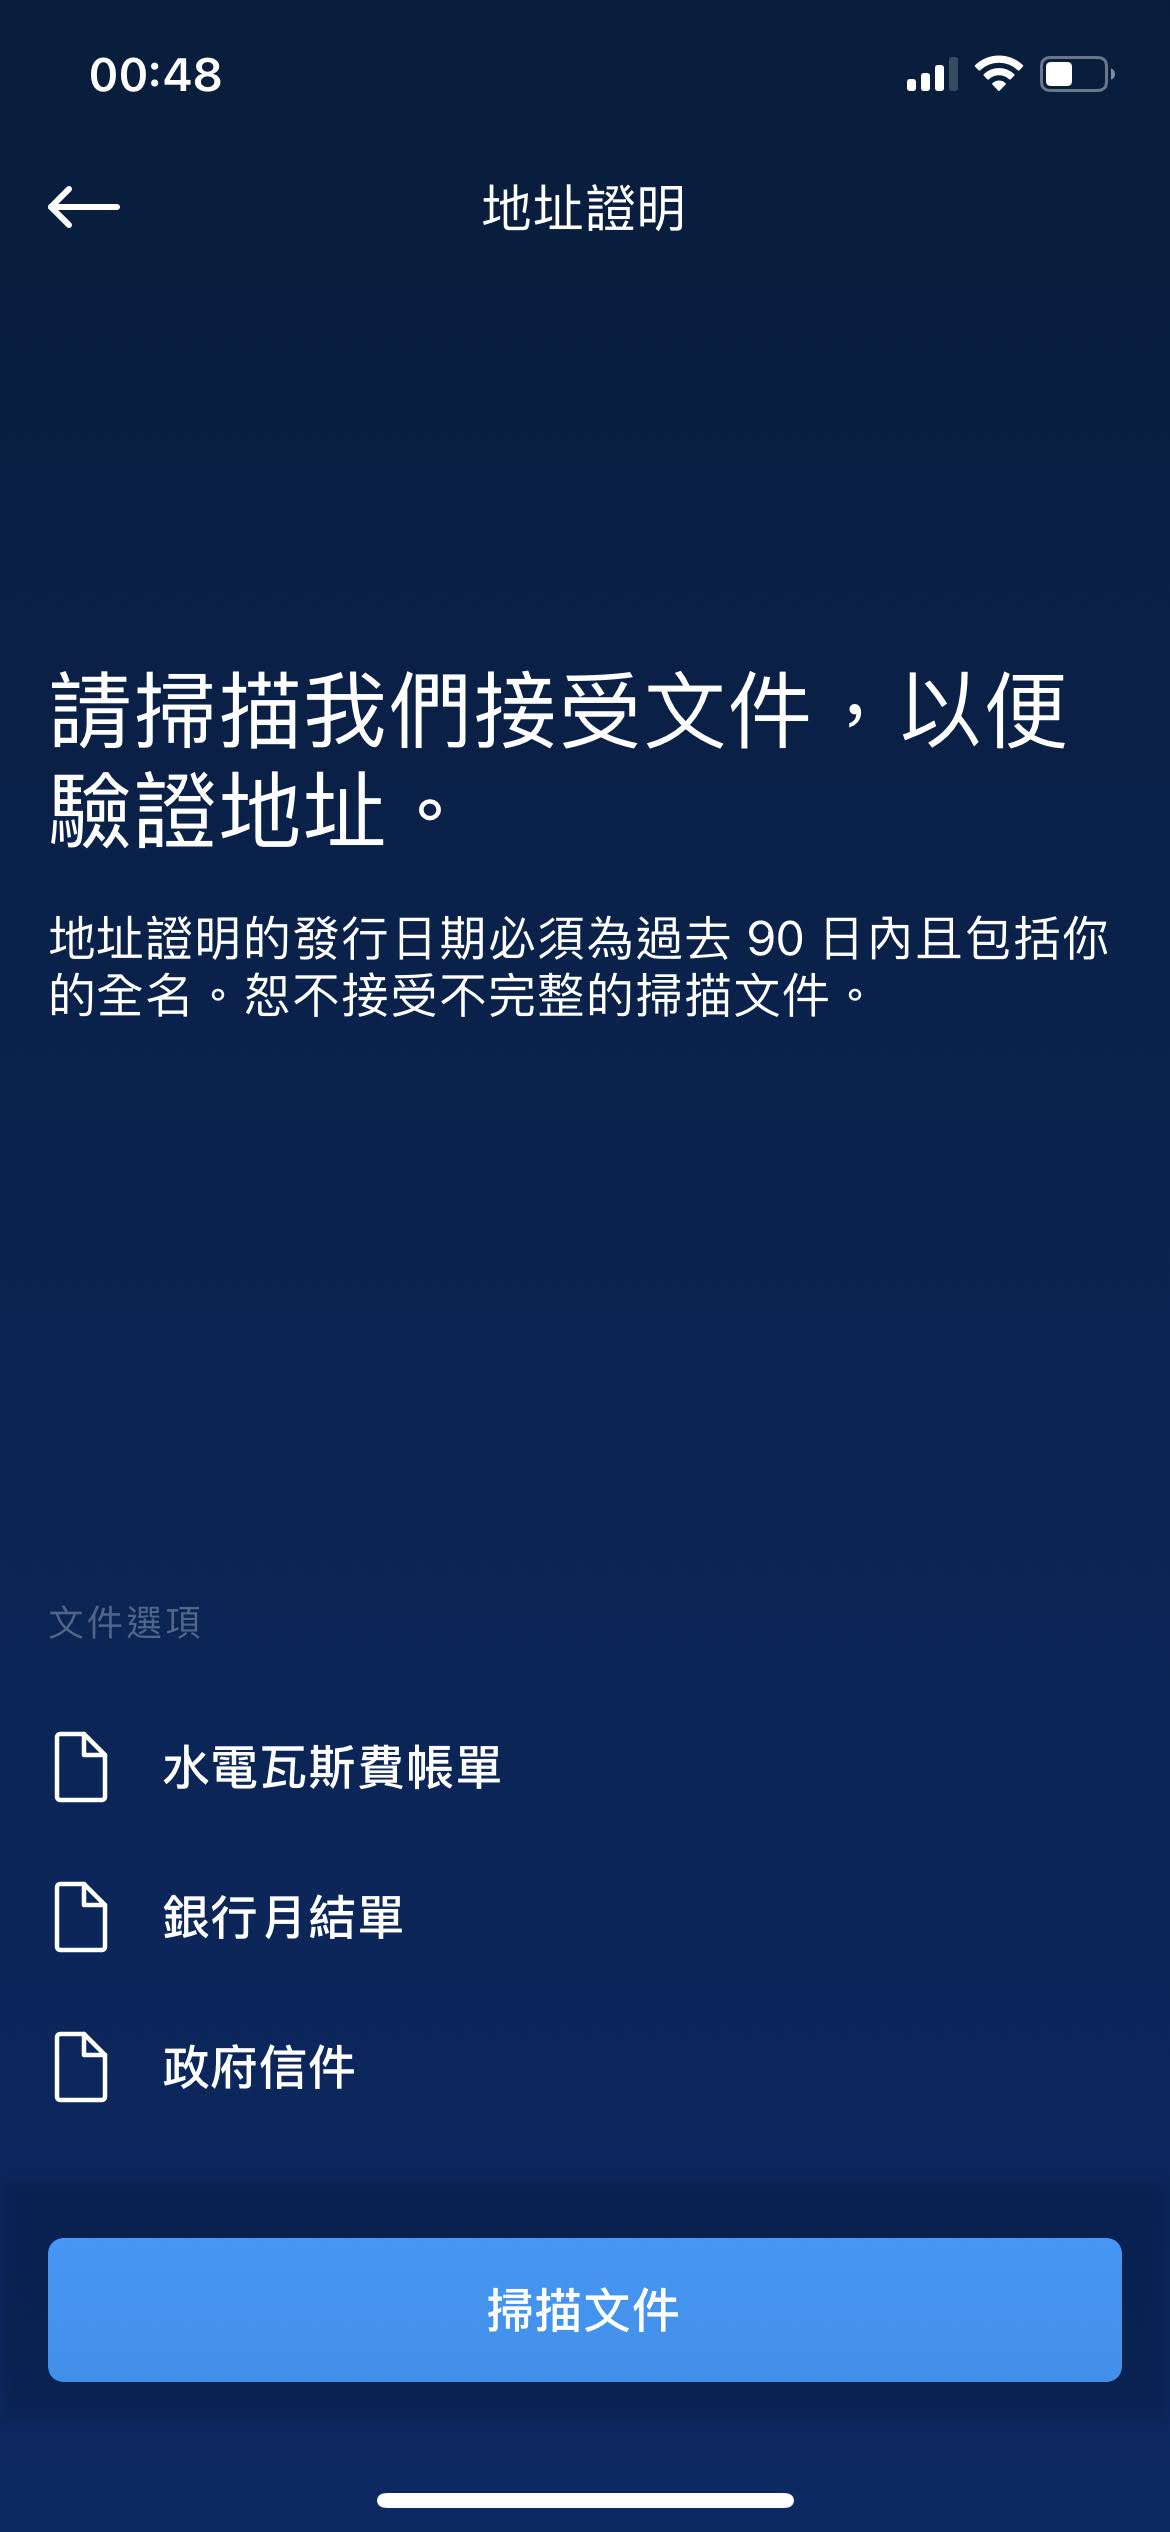 00:48
地址證明
請掃描我們接受文件，以便
驗證地址。
地址證明的發行日期必須為過去 90 日內且包括你
的全名。恕不接受不完整的掃描文件。
文件選項
水電瓦斯費帳單
銀行月結單
政府信件
掃描文件